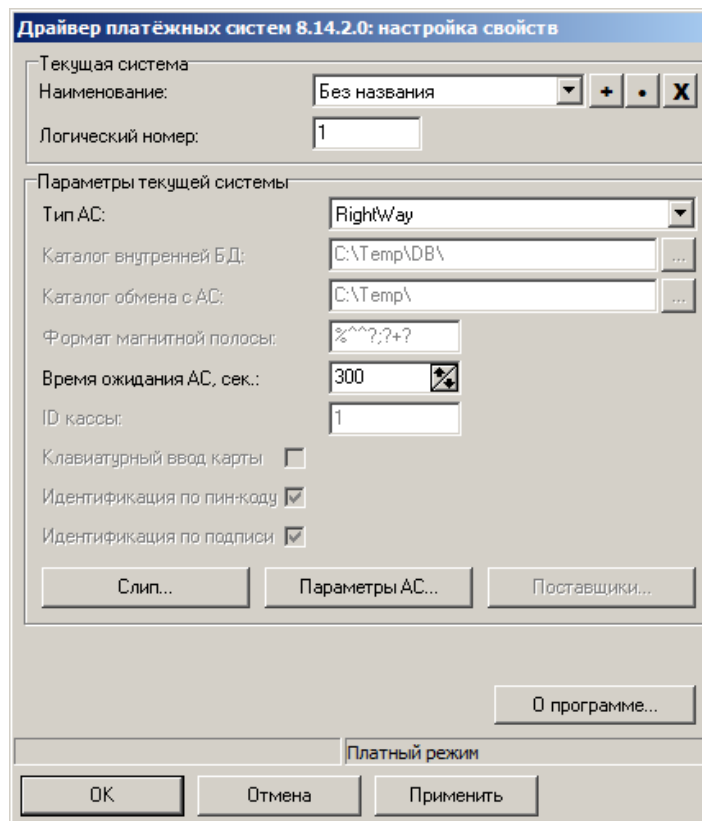 Драйвер платёжных систем 8.14.2.0: настройка свойств
Текущая система
Наименование: Без названия + • X
Логический номер: 1
Параметры текущей системы
Тип АС: RightWay
Каталог внутренней БД: C:\Temp\DB\ ...
Каталог обмена с АС: C:\Temp\ ...
Формат магнитной полосы: %^^?;?+?
Время ожидания АС, сек.: 300
ID кассы: 1
Клавиатурный ввод карты
Идентификация по пин-коду
Идентификация по подписи
Слип... Параметры АС... Поставщики...
О программе...
Платный режим
ОК Отмена Применить